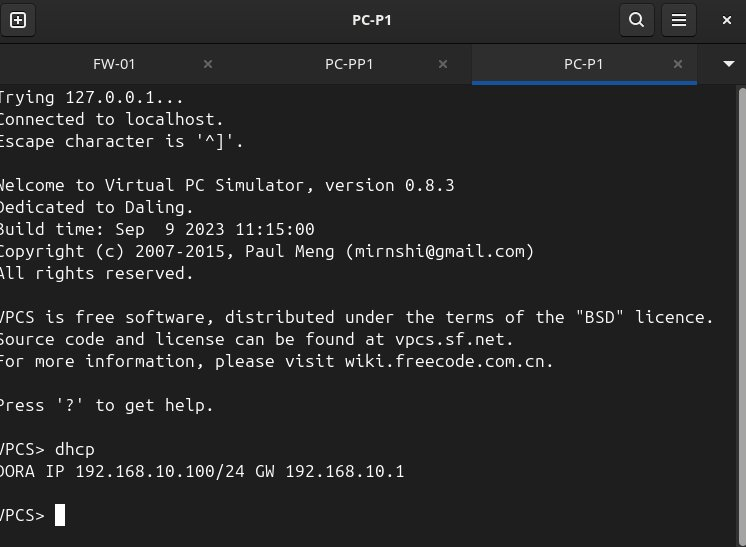 PC-P1
FW-01
PC-PP1
PC-P1
Trying 127.0.0.1...
Connected to localhost.
Escape character is '^]'.
Welcome to Virtual PC Simulator, version 0.8.3
Dedicated to Daling.
Build time: Sep  9 2023 11:15:00
Copyright (c) 2007-2015, Paul Meng (mirnshi@gmail.com)
All rights reserved.
VPCS is free software, distributed under the terms of the "BSD" licence.
Source code and license can be found at vpcs.sf.net.
For more information, please visit wiki.freecode.com.cn.
Press '?' to get help.
VPCS> dhcp
DORA IP 192.168.10.100/24 GW 192.168.10.1
VPCS>